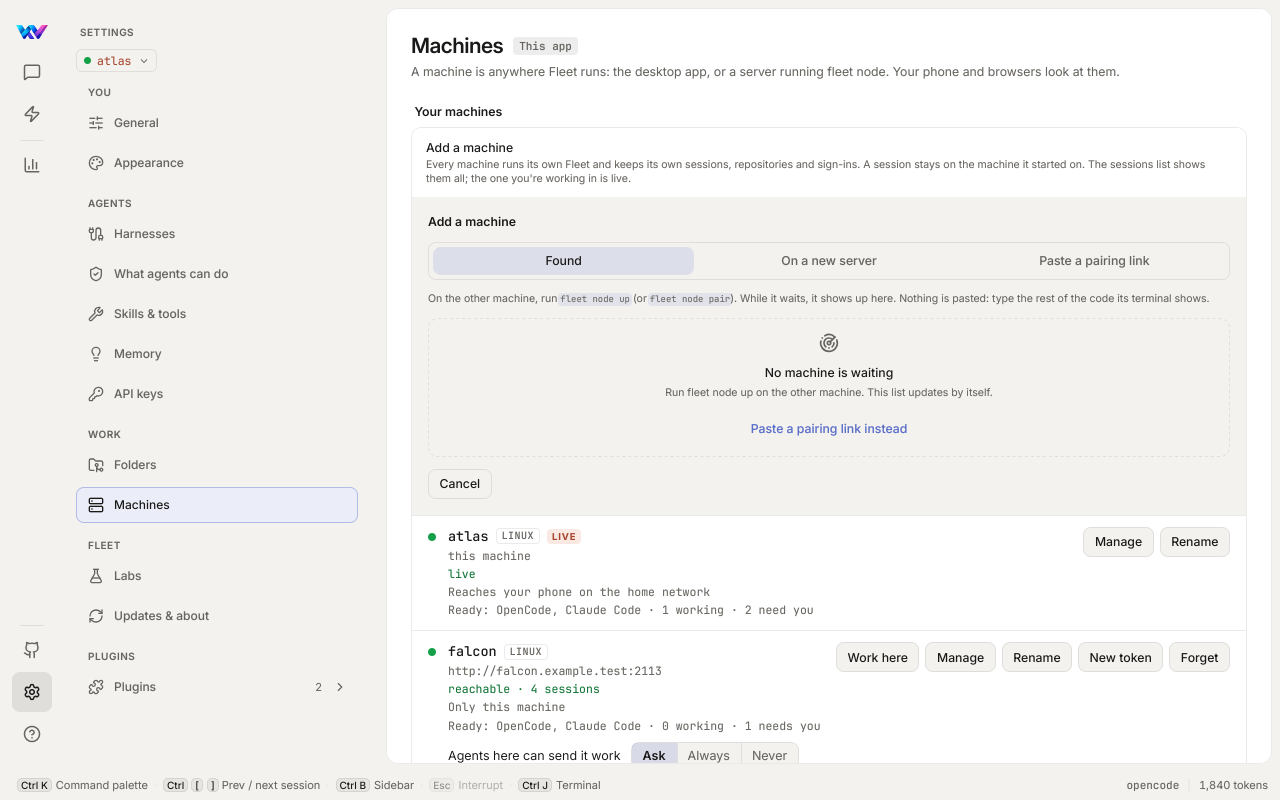 SETTINGS
atlas
YOU
General
Appearance
AGENTS
Harnesses
What agents can do
Skills & tools
Memory
API keys
WORK
Folders
Machines
FLEET
Labs
Updates & about
PLUGINS
Plugins 2
Machines This app
A machine is anywhere Fleet runs: the desktop app, or a server running fleet node. Your phone and browsers look at them.
Your machines
Add a machine
Every machine runs its own Fleet and keeps its own sessions, repositories and sign-ins. A session stays on the machine it started on. The sessions list shows
them all; the one you're working in is live.
Add a machine
Found On a new server Paste a pairing link
On the other machine, run fleet node up (or fleet node pair). While it waits, it shows up here. Nothing is pasted: type the rest of the code its terminal shows.
No machine is waiting
Run fleet node up on the other machine. This list updates by itself.
Paste a pairing link instead
Cancel
atlas LINUX LIVE Manage Rename
this machine
live
Reaches your phone on the home network
Ready: OpenCode, Claude Code · 1 working · 2 need you
falcon LINUX Work here Manage Rename New token Forget
http://falcon.example.test:2113
reachable · 4 sessions
Only this machine
Ready: OpenCode, Claude Code · 0 working · 1 needs you
Agents here can send it work Ask Always Never
Ctrl K Command palette Ctrl [ ] Prev / next session Ctrl B Sidebar Esc Interrupt Ctrl J Terminal opencode 1,840 tokens